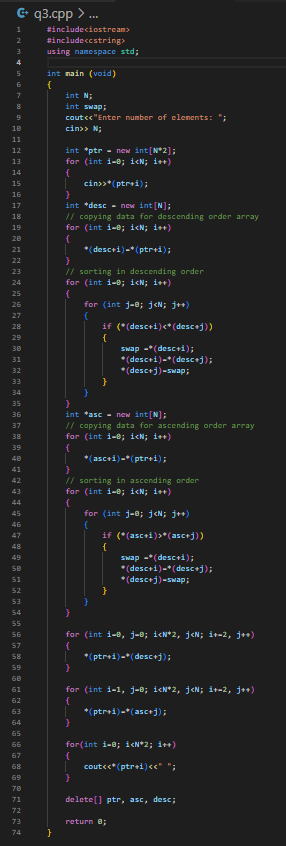 q3.cpp > ...
1 #include<iostream>
2 #include<cstring>
3 using namespace std;
4
5 int main (void)
6 {
7 int N;
8 int swap;
9 cout<<"Enter number of elements: ";
10 cin>> N;
11
12 int *ptr = new int[N*2];
13 for (int i=0; i<N; i++)
14 {
15 cin>>*(ptr+i);
16 }
17 int *desc = new int[N];
18 // copying data for descending order array
19 for (int i=0; i<N; i++)
20 {
21 *(desc+i)=*(ptr+i);
22 }
23 // sorting in descending order
24 for (int i=0; i<N; i++)
25 {
26 for (int j=0; j<N; j++)
27 {
28 if (*(desc+i)<*(desc+j))
29 {
30 swap =*(desc+i);
31 *(desc+i)=*(desc+j);
32 *(desc+j)=swap;
33 }
34 }
35 }
36 int *asc = new int[N];
37 // copying data for ascending order array
38 for (int i=0; i<N; i++)
39 {
40 *(asc+i)=*(ptr+i);
41 }
42 // sorting in ascending order
43 for (int i=0; i<N; i++)
44 {
45 for (int j=0; j<N; j++)
46 {
47 if (*(asc+i)>*(asc+j))
48 {
49 swap =*(desc+i);
50 *(desc+i)=*(desc+j);
51 *(desc+j)=swap;
52 }
53 }
54 }
55
56 for (int i=0, j=0; i<N*2, j<N; i+=2, j++)
57 {
58 *(ptr+i)=*(desc+j);
59 }
60
61 for (int i=1, j=0; i<N*2, j<N; i+=2, j++)
62 {
63 *(ptr+i)=*(asc+j);
64 }
65
66 for(int i=0; i<N*2; i++)
67 {
68 cout<<*(ptr+i)<<" ";
69 }
70
71 delete[] ptr, asc, desc;
72
73 return 0;
74 }